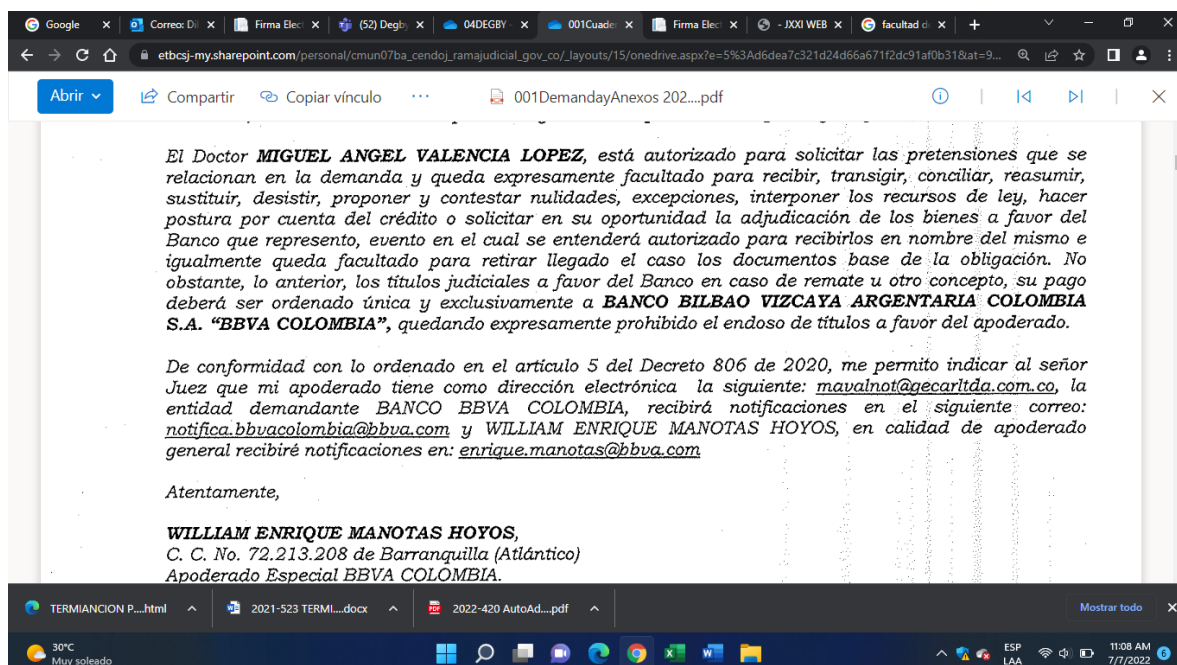 Google
Correo: Dil
Firma Elect
(52) Degby
04DEGBY -
001Cuader
Firma Elect
- JXXI WEB
facultad d
etbcsj-my.sharepoint.com/personal/cmun07ba_cendoj_ramajudicial_gov_co/_layouts/15/onedrive.aspx?e=5%3Ad6dea7c321d24d66a671f2dc91af0b31&at=9...
Abrir
Compartir
Copiar vínculo
...
001DemandayAnexos 202....pdf
El Doctor MIGUEL ANGEL VALENCIA LOPEZ, está autorizado para solicitar las pretensiones que se
relacionan en la demanda y queda expresamente facultado para recibir, transigir, conciliar, reasumir,
sustituir, desistir, proponer y contestar nulidades, excepciones, interponer los recursos de ley, hacer
postura por cuenta del crédito o solicitar en su oportunidad la adjudicación de los bienes a favor del
Banco que represento, evento en el cual se entenderá autorizado para recibirlos en nombre del mismo e
igualmente queda facultado para retirar llegado el caso los documentos base de la obligación. No
obstante, lo anterior, los títulos judiciales a favor del Banco en caso de remate u otro concepto, su pago
deberá ser ordenado única y exclusivamente a BANCO BILBAO VIZCAYA ARGENTARIA COLOMBIA
S.A. “BBVA COLOMBIA”, quedando expresamente prohibido el endoso de títulos a favor del apoderado.
De conformidad con lo ordenado en el artículo 5 del Decreto 806 de 2020, me permito indicar al señor
Juez que mi apoderado tiene como dirección electrónica la siguiente: mavalnot@gecarltda.com.co, la
entidad demandante BANCO BBVA COLOMBIA, recibirá notificaciones en el siguiente correo:
notifica.bbvacolombia@bbva.com y WILLIAM ENRIQUE MANOTAS HOYOS, en calidad de apoderado
general recibiré notificaciones en: enrique.manotas@bbva.com
Atentamente,
WILLIAM ENRIQUE MANOTAS HOYOS,
C. C. No. 72.213.208 de Barranquilla (Atlántico)
Apoderado Especial BBVA COLOMBIA.
TERMIANCION P....html
2021-523 TERMI....docx
2022-420 AutoAd....pdf
Mostrar todo
30°C
Muy soleado
ESP
LAA
11:08 AM
7/7/2022
6